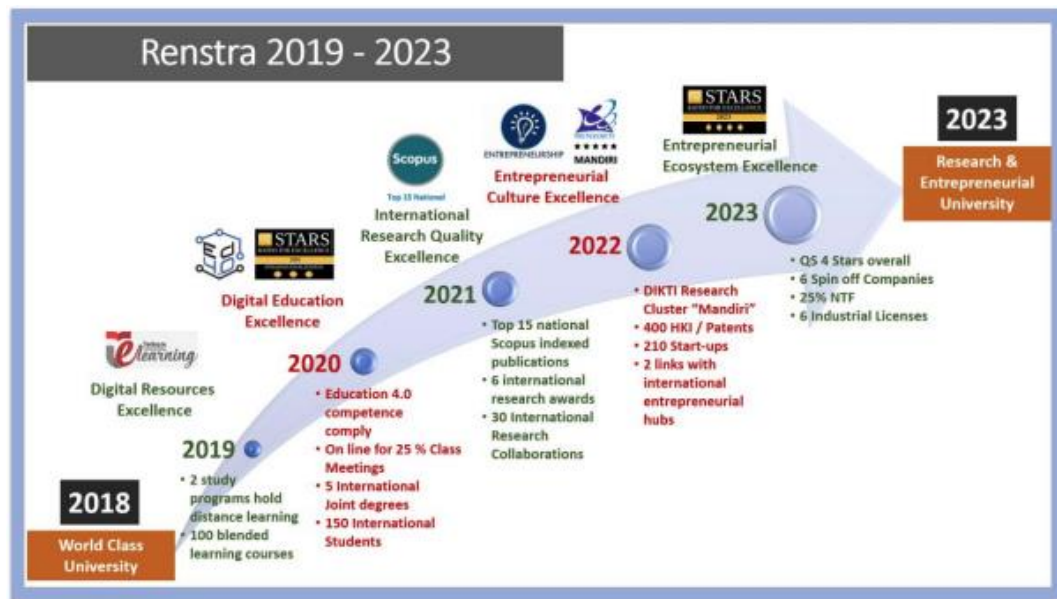 Renstra 2019 - 2023
2018
World Class
University
elearning
Digital Resources
Excellence
2019
• 2 study
programs hold
distance learning
• 100 blended
learning courses
STARS
Digital Education
Excellence
2020
• Education 4.0
competence
comply
• On line for 25 % Class
Meetings
• 5 International
Joint degrees
• 150 International
Students
Scopus
Top 15 National
International
Research Quality
Excellence
2021
• Top 15 national
Scopus indexed
publications
• 6 international
research awards
• 30 International
Research
Collaborations
ENTREPRENEURSHIP
MANDIRI
Entrepreneurial
Culture Excellence
2022
• DIKTI Research
Cluster "Mandiri"
• 400 HKI / Patents
• 210 Start-ups
• 2 links with
international
entrepreneurial
hubs
STARS
RATED FOR EXCELLENCE
2023
Entrepreneurial
Ecosystem Excellence
2023
• QS 4 Stars overall
• 6 Spin off Companies
• 25% NTF
• 6 Industrial Licenses
2023
Research &
Entrepreneurial
University